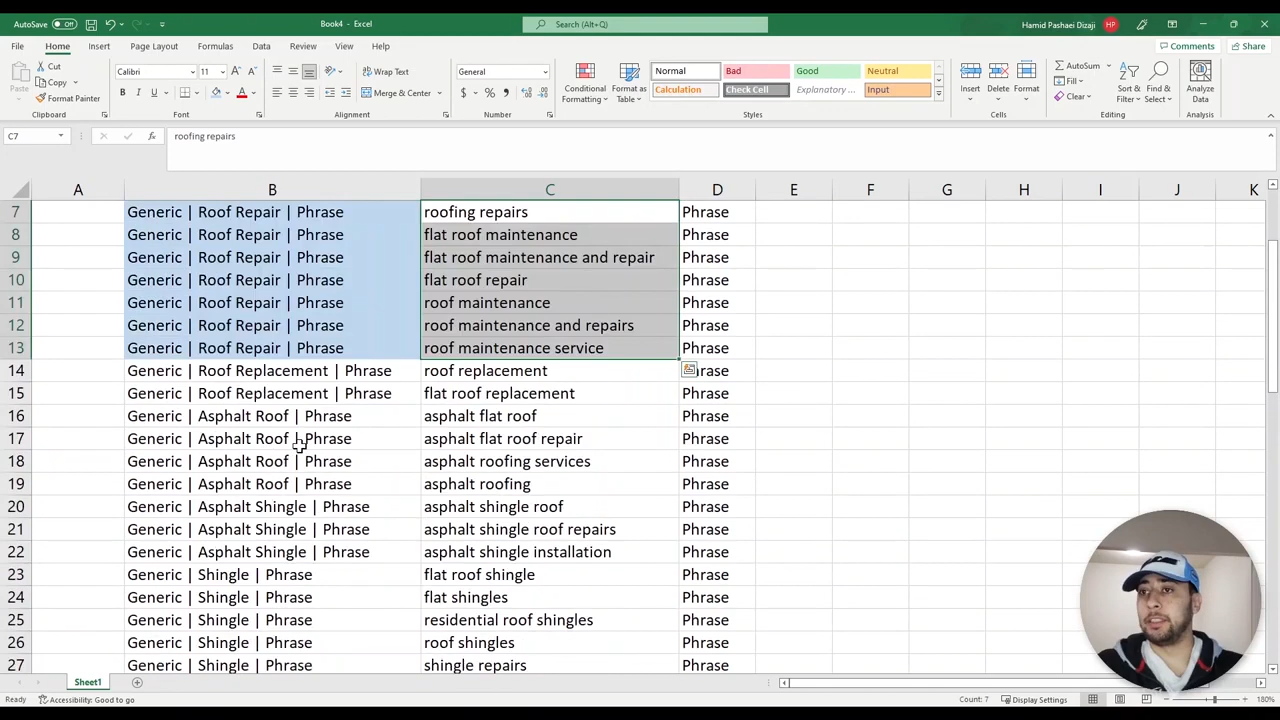 AutoSave Off Book4 - Excel Search (Alt+Q) Hamid Pashaei Dizaji HP
File Home Insert Page Layout Formulas Data Review View Help Comments Share
Paste Cut Copy Format Painter
Calibri 11
B I U
Wrap Text
Merge & Center
General
$ %
Conditional Formatting
Format as Table
Normal Bad Good Neutral
Calculation Check Cell Explanatory ... Input
Insert Delete Format
AutoSum Fill Clear
Sort & Filter
Find & Select
Analyze Data
Clipboard Font Alignment Number Styles Cells Editing Analysis
C7 fx roofing repairs
A B C D E F G H I J K
7 Generic | Roof Repair | Phrase roofing repairs Phrase
8 Generic | Roof Repair | Phrase flat roof maintenance Phrase
9 Generic | Roof Repair | Phrase flat roof maintenance and repair Phrase
10 Generic | Roof Repair | Phrase flat roof repair Phrase
11 Generic | Roof Repair | Phrase roof maintenance Phrase
12 Generic | Roof Repair | Phrase roof maintenance and repairs Phrase
13 Generic | Roof Repair | Phrase roof maintenance service Phrase
14 Generic | Roof Replacement | Phrase roof replacement rase
15 Generic | Roof Replacement | Phrase flat roof replacement Phrase
16 Generic | Asphalt Roof | Phrase asphalt flat roof Phrase
17 Generic | Asphalt Roof | Phrase asphalt flat roof repair Phrase
18 Generic | Asphalt Roof | Phrase asphalt roofing services Phrase
19 Generic | Asphalt Roof | Phrase asphalt roofing Phrase
20 Generic | Asphalt Shingle | Phrase asphalt shingle roof Phrase
21 Generic | Asphalt Shingle | Phrase asphalt shingle roof repairs Phrase
22 Generic | Asphalt Shingle | Phrase asphalt shingle installation Phrase
23 Generic | Shingle | Phrase flat roof shingle Phrase
24 Generic | Shingle | Phrase flat shingles Phrase
25 Generic | Shingle | Phrase residential roof shingles Phrase
26 Generic | Shingle | Phrase roof shingles Phrase
27 Generic | Shingle | Phrase shingle repairs Phrase
Sheet1
Ready Accessibility: Good to go Count: 7 Display Settings 180%